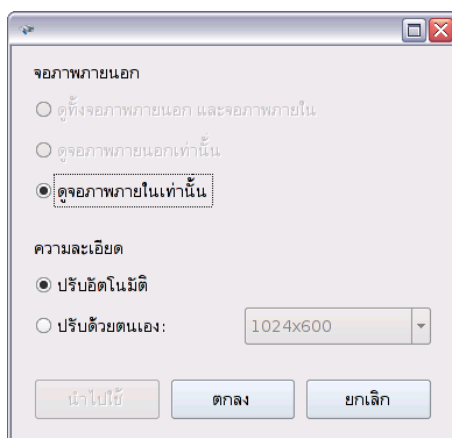 จอภาพภายนอก
ดูทั้งจอภาพภายนอก และจอภาพภายใน
ดูจอภาพภายนอกเท่านั้น
ดูจอภาพภายในเท่านั้น
ความละเอียด
ปรับอัตโนมัติ
ปรับด้วยตนเอง: 1024x600
นำไปใช้ ตกลง ยกเลิก